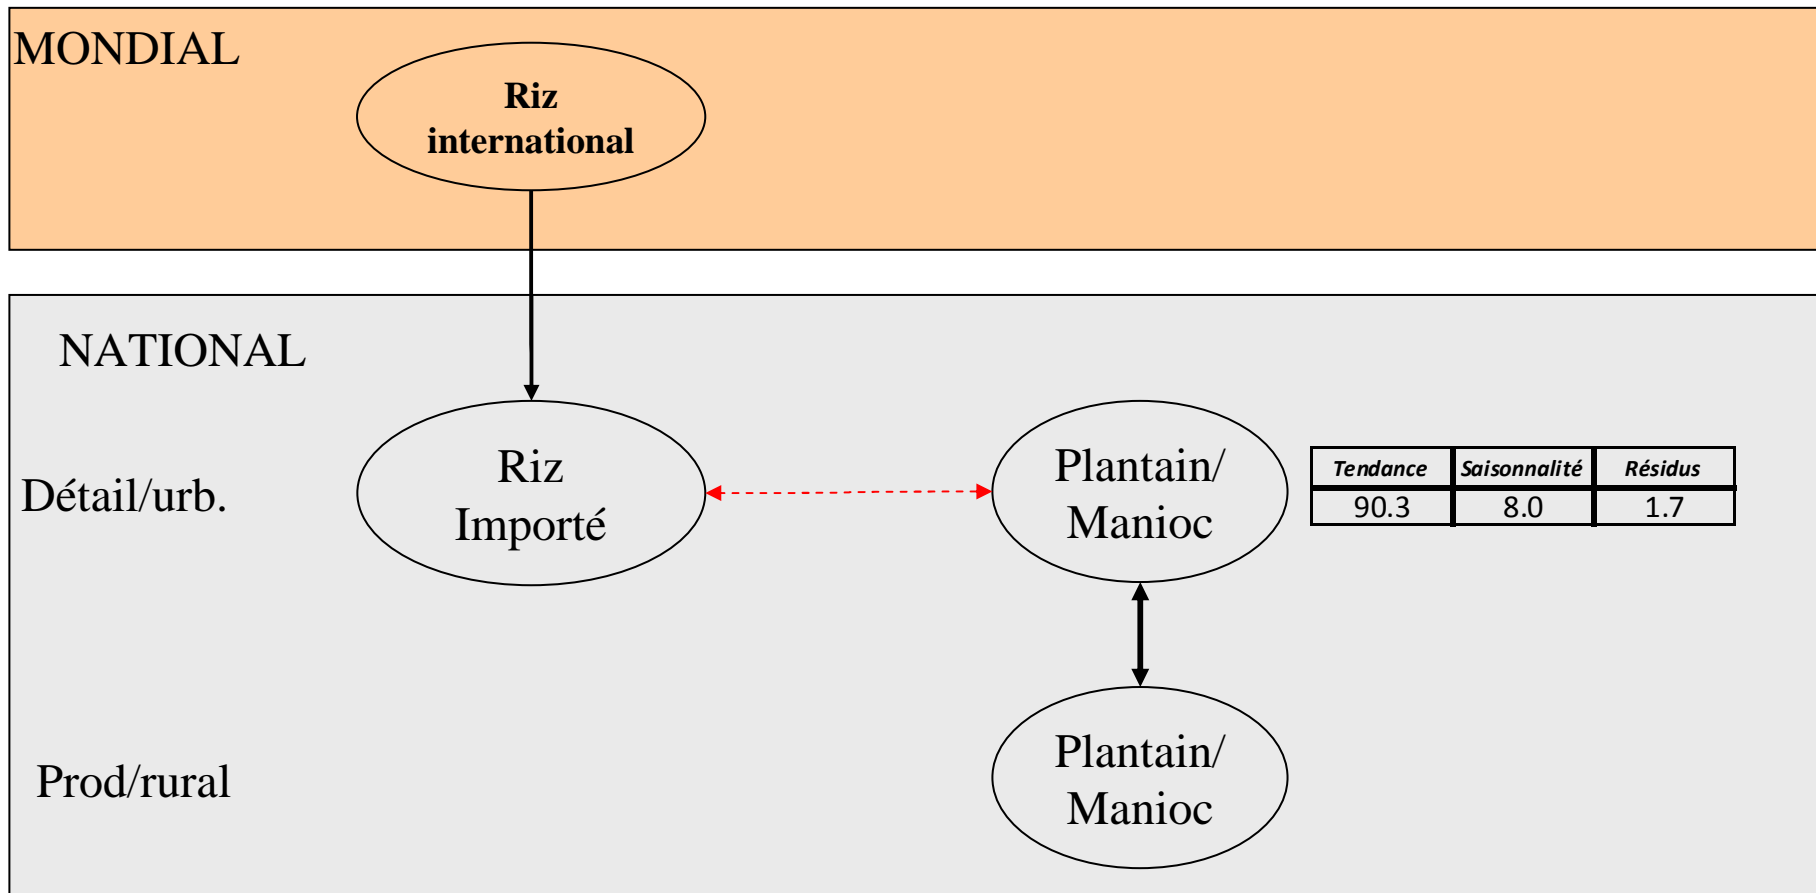 MONDIAL
Riz
international
NATIONAL
Détail/urb.
Riz
Importé
Plantain/
Manioc
Tendance Saisonnalité Résidus
90.3 8.0 1.7
Prod/rural
Plantain/
Manioc